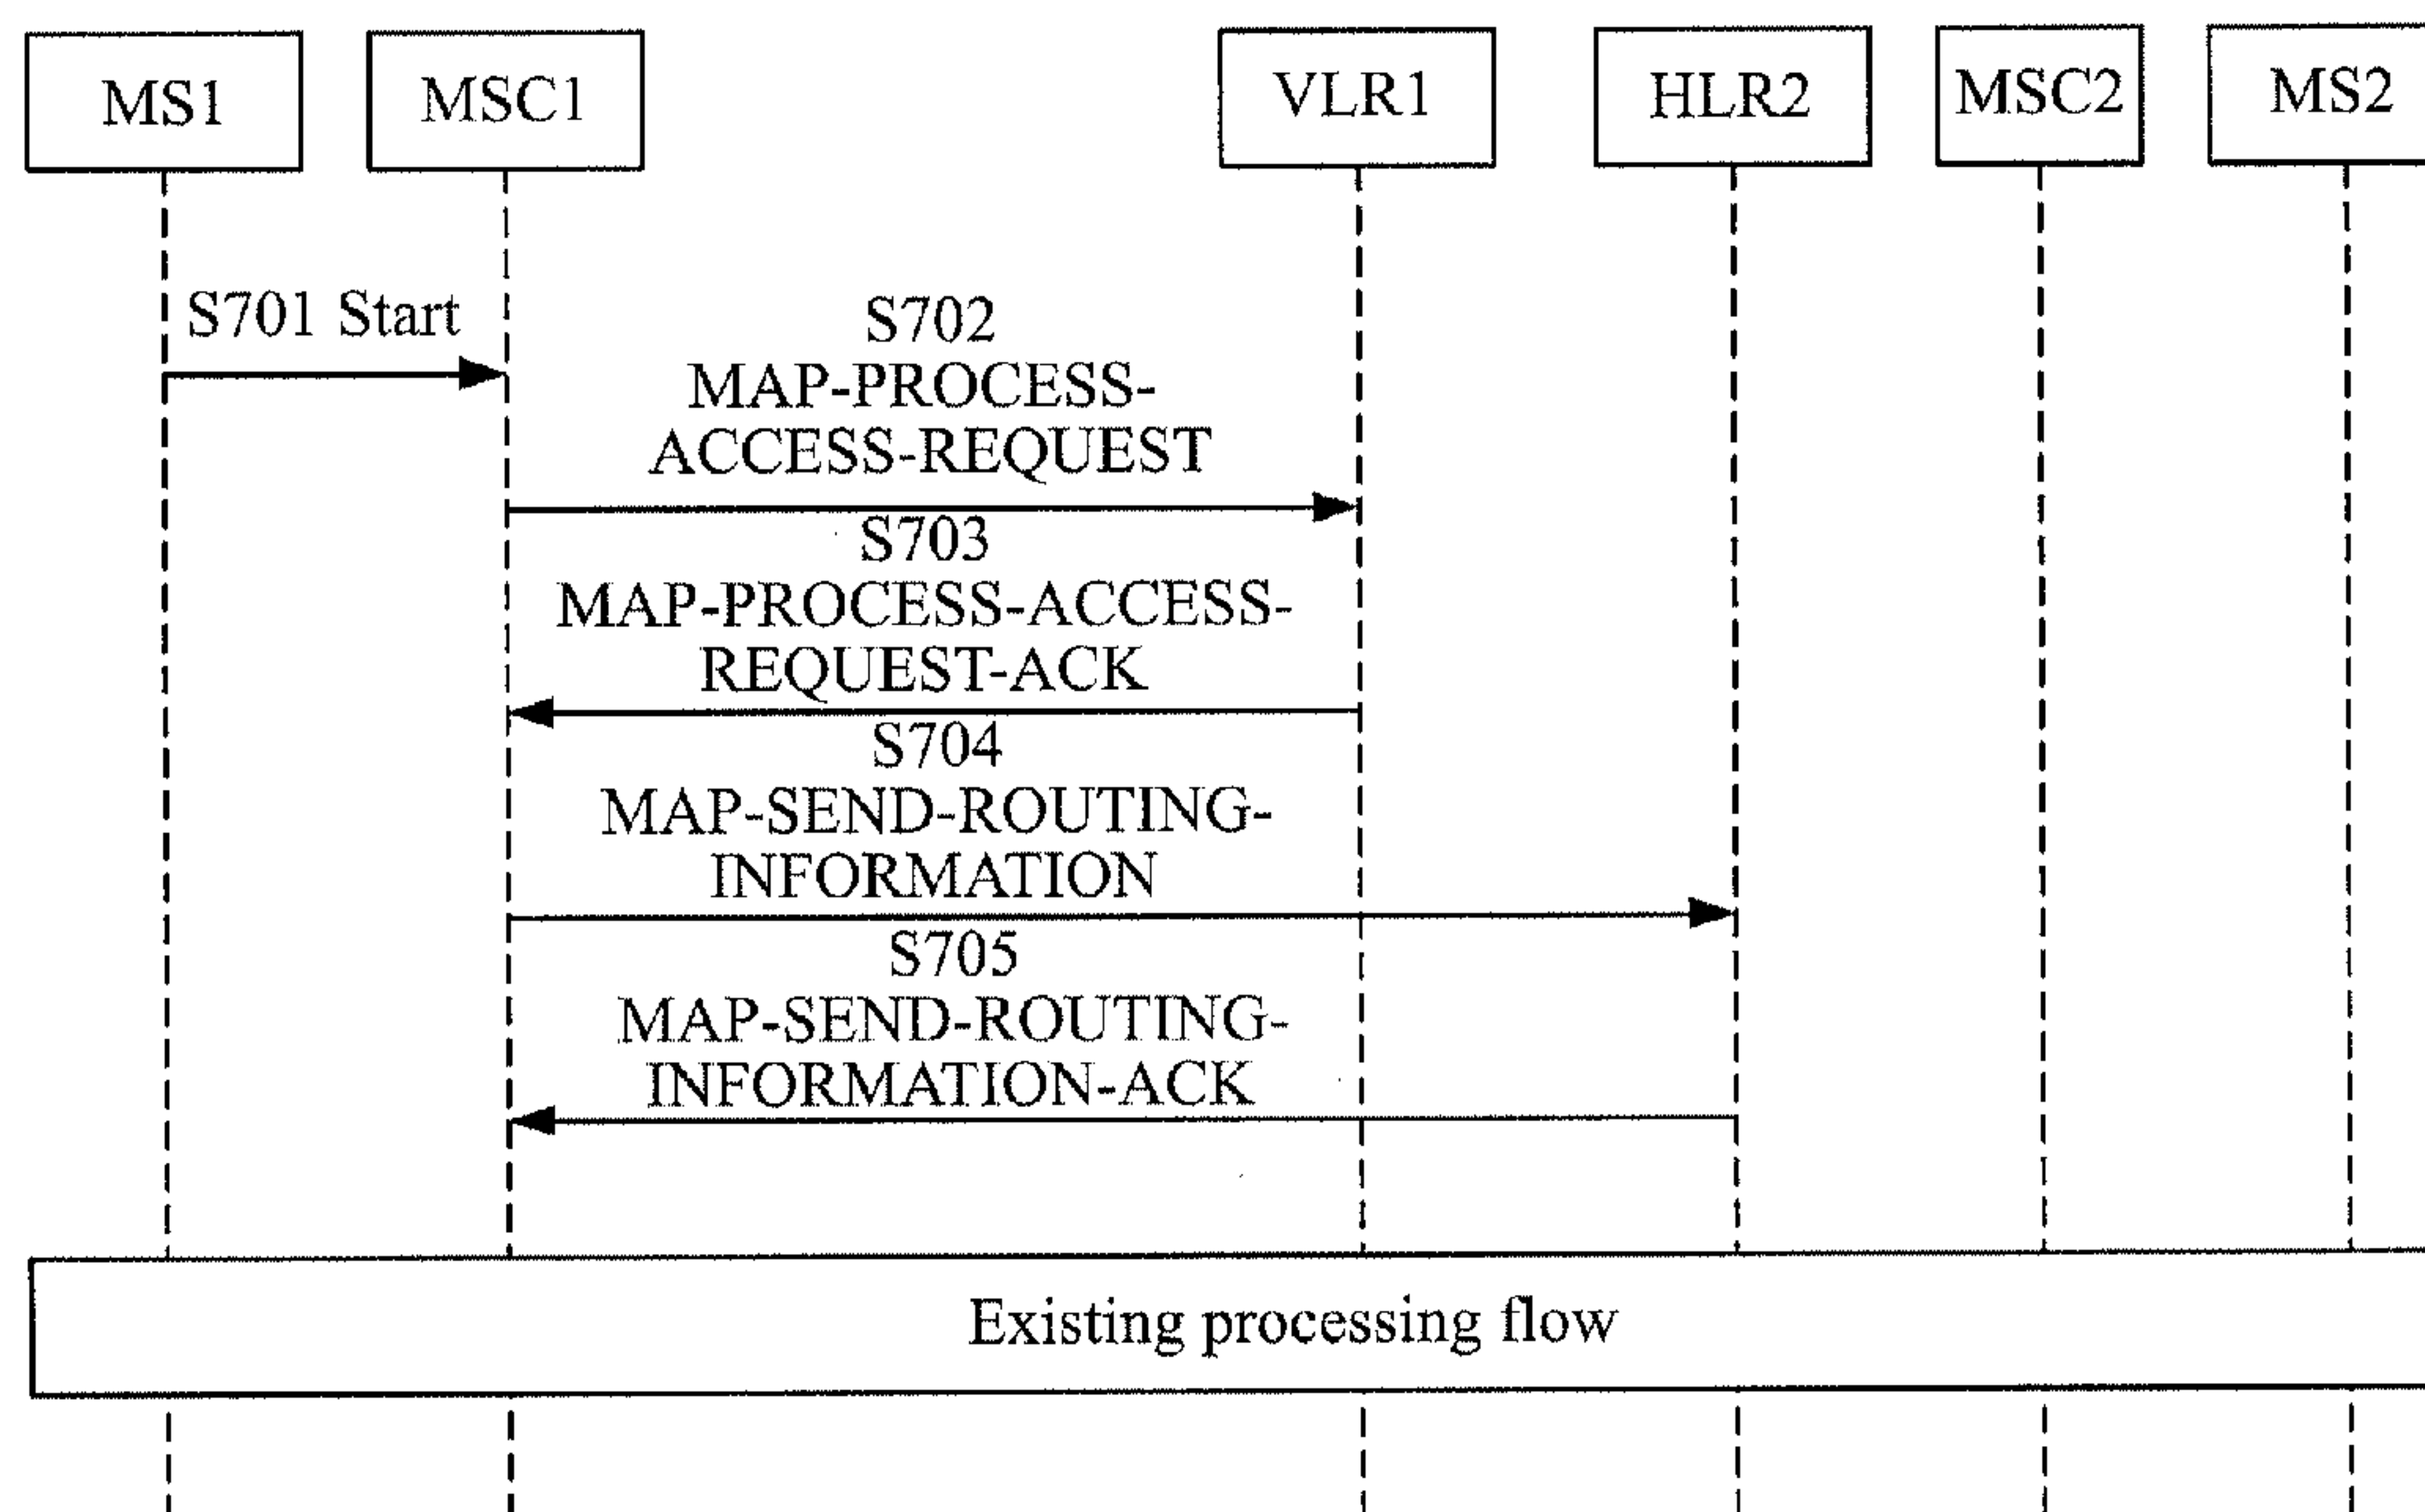 MS1
MSC1
VLR1
HLR2
MSC2
MS2
S701 Start
S702
MAP-PROCESS-
ACCESS-REQUEST
S703
MAP-PROCESS-ACCESS-
REQUEST-ACK
S704
MAP-SEND-ROUTING-
INFORMATION
S705
MAP-SEND-ROUTING-
INFORMATION-ACK
Existing processing flow